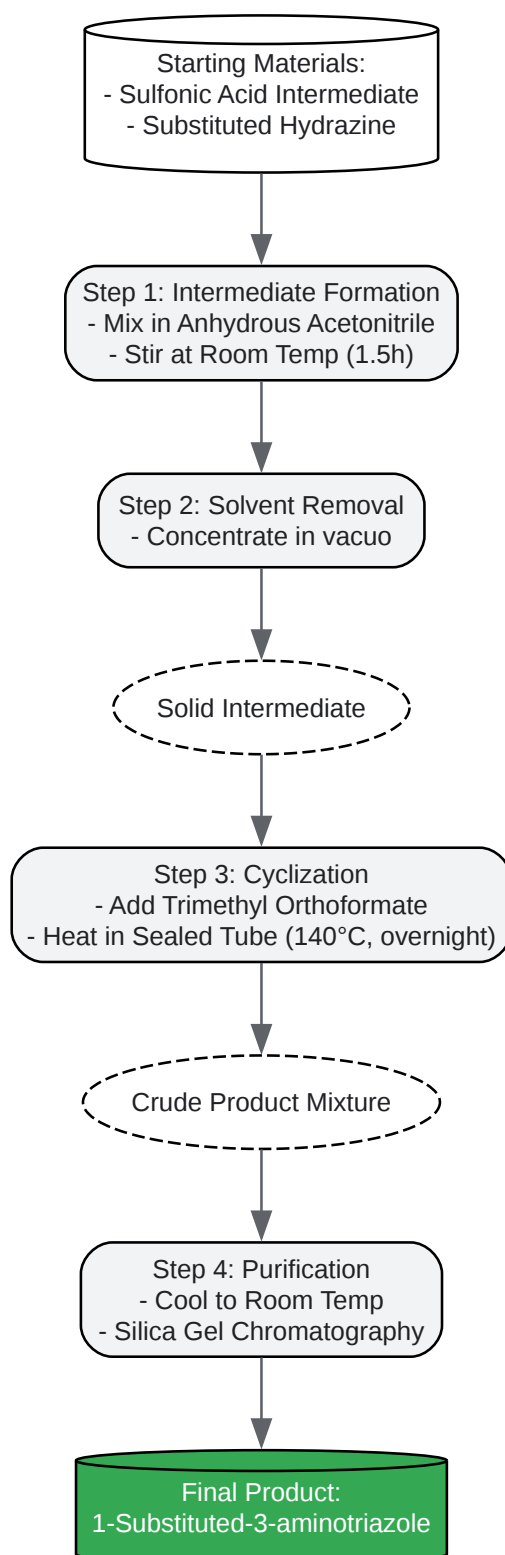 Starting Materials:
- Sulfonic Acid Intermediate
- Substituted Hydrazine
Step 1: Intermediate Formation
- Mix in Anhydrous Acetonitrile
- Stir at Room Temp (1.5h)
Step 2: Solvent Removal
- Concentrate in vacuo
Solid Intermediate
Step 3: Cyclization
- Add Trimethyl Orthoformate
- Heat in Sealed Tube (140°C, overnight)
Crude Product Mixture
Step 4: Purification
- Cool to Room Temp
- Silica Gel Chromatography
Final Product:
1-Substituted-3-aminotriazole